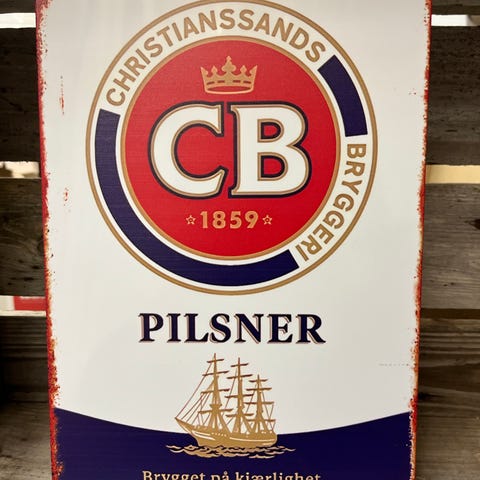 CHRISTIANSSANDS
BRYGGERI
CB
1859
PILSNER
Brygget på kjærlighet